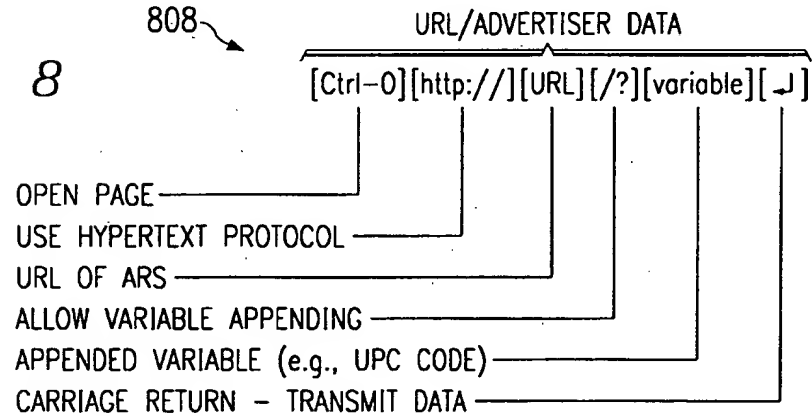 808
URL/ADVERTISER DATA
8
[Ctrl-O][http://][URL][/?][variable][↵]
OPEN PAGE
USE HYPERTEXT PROTOCOL
URL OF ARS
ALLOW VARIABLE APPENDING
APPENDED VARIABLE (e.g., UPC CODE)
CARRIAGE RETURN - TRANSMIT DATA